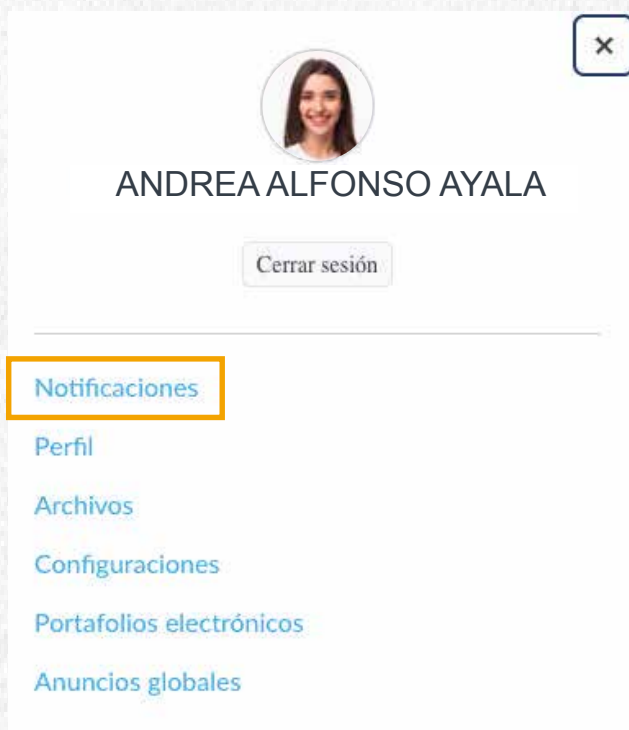 ×
ANDREA ALFONSO AYALA
Cerrar sesión
Notificaciones
Perfil
Archivos
Configuraciones
Portafolios electrónicos
Anuncios globales